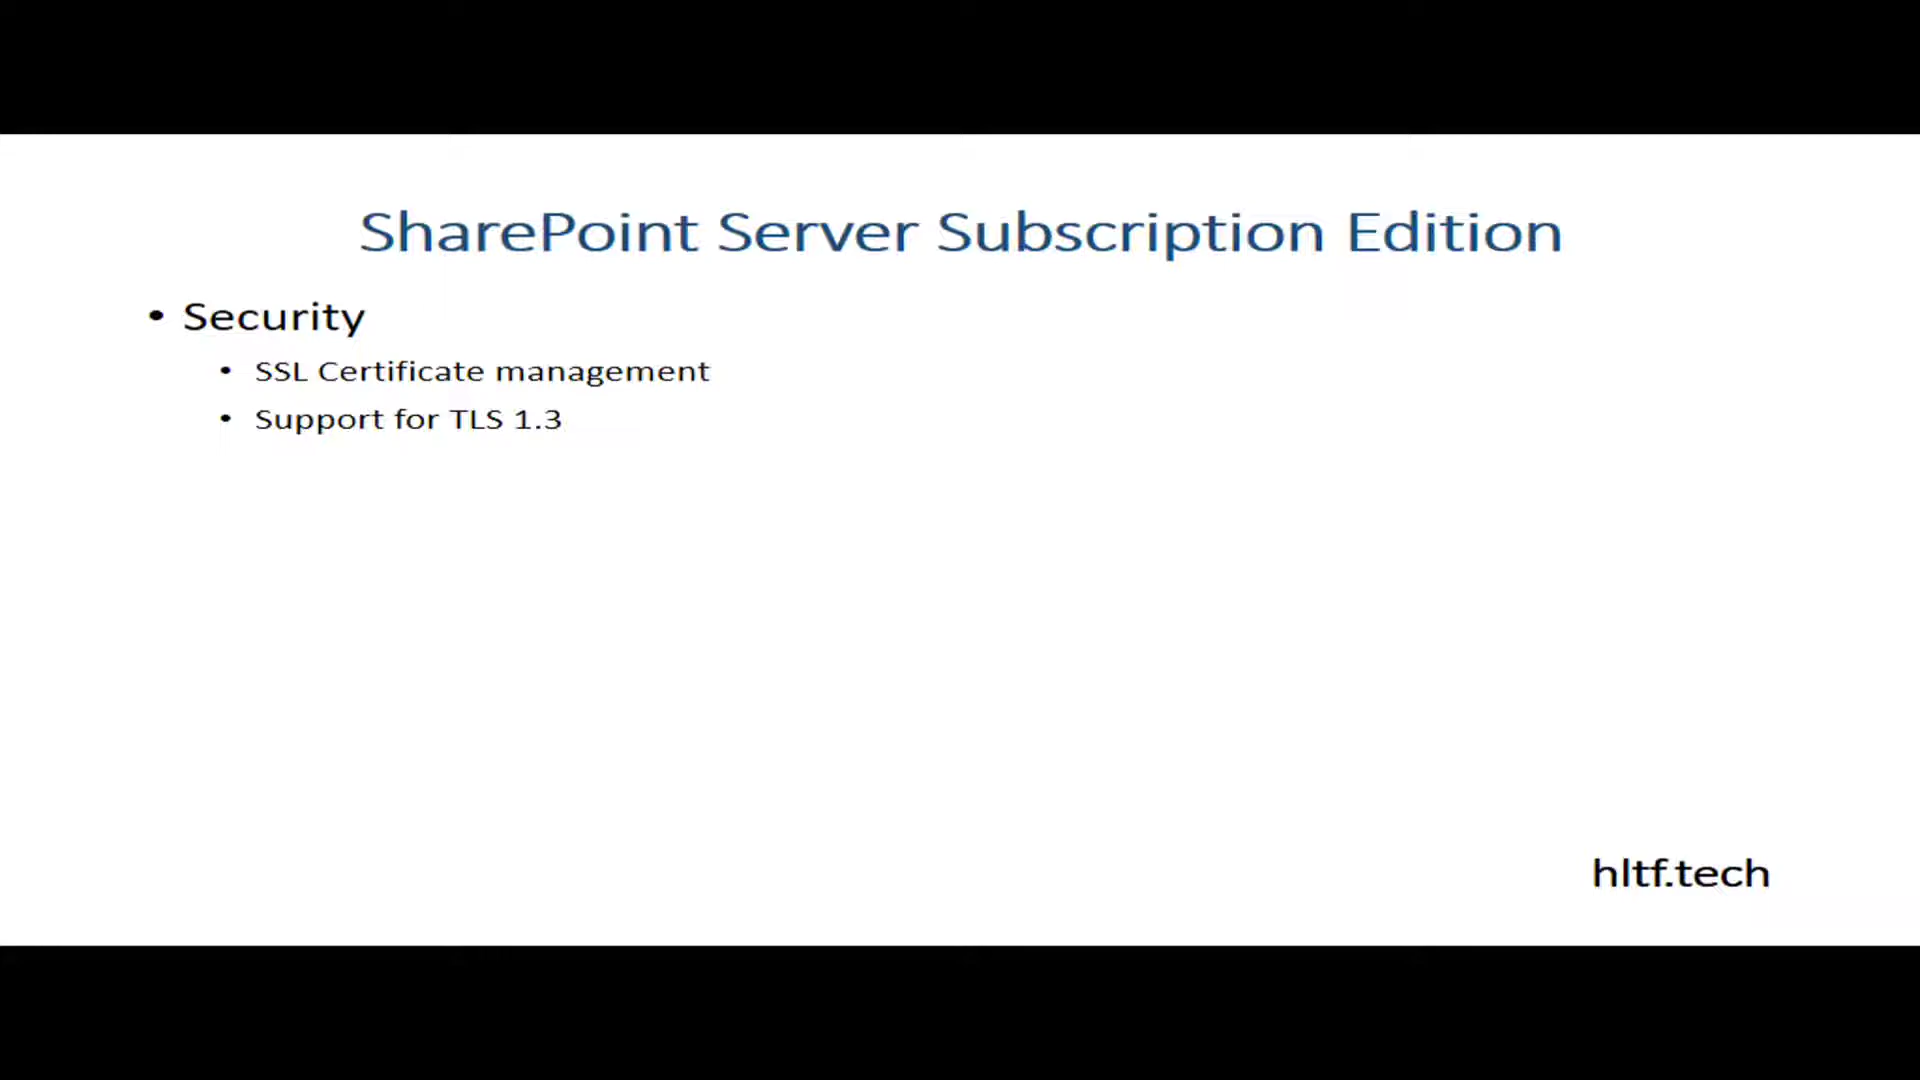 SharePoint Server Subscription Edition
• Security
• SSL Certificate management
• Support for TLS 1.3
hltf.tech